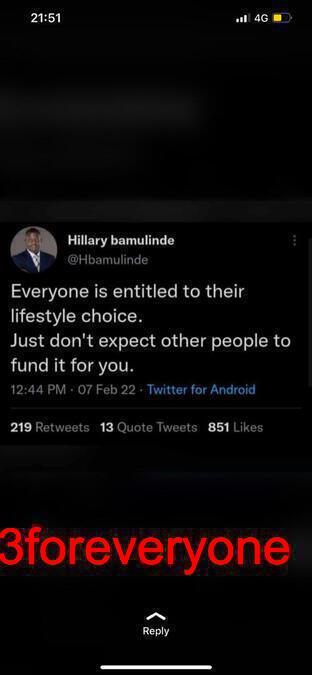 21:51
4G
Hillary bamulinde
@Hbamulinde
Everyone is entitled to their
lifestyle choice.
Just don't expect other people to
fund it for you.
12:44 PM · 07 Feb 22 · Twitter for Android
219 Retweets 13 Quote Tweets 851 Likes
3foreveryone
Reply